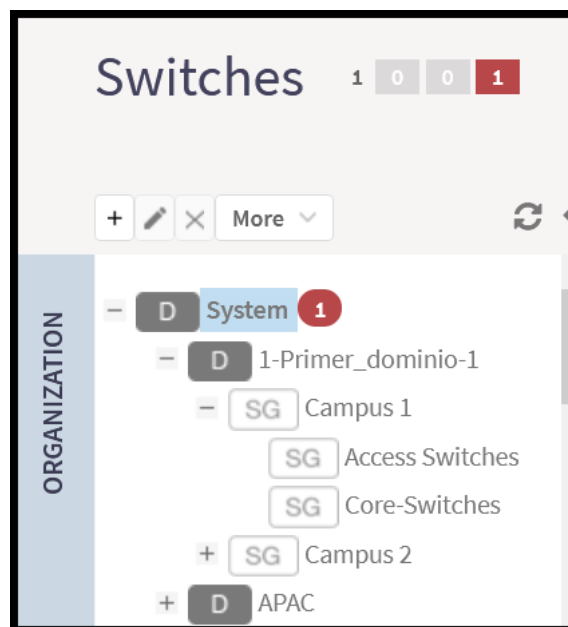 Switches 1 0 0 1
+ More
ORGANIZATION
D System 1
D 1-Primer_dominio-1
SG Campus 1
SG Access Switches
SG Core-Switches
+ SG Campus 2
+ D APAC